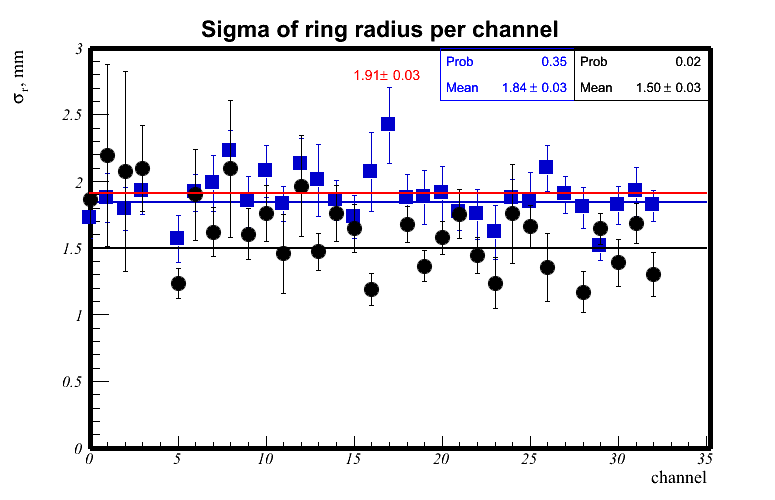 Sigma of ring radius per channel
σr, mm
3
2.5
2
1.5
1
0.5
0
1.91± 0.03
Prob 0.35
Mean 1.84 ± 0.03
Prob 0.02
Mean 1.50 ± 0.03
0 5 10 15 20 25 30 35
channel